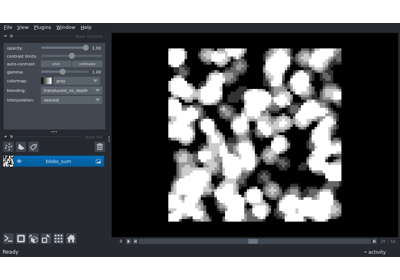 File View Plugins Window Help
opacity: 1.00
contrast limits:
auto-contrast: once continuous
gamma: 1.00
colormap: gray
blending: translucent_no_depth
interpolation: nearest
blobs_sum
Ready
activity